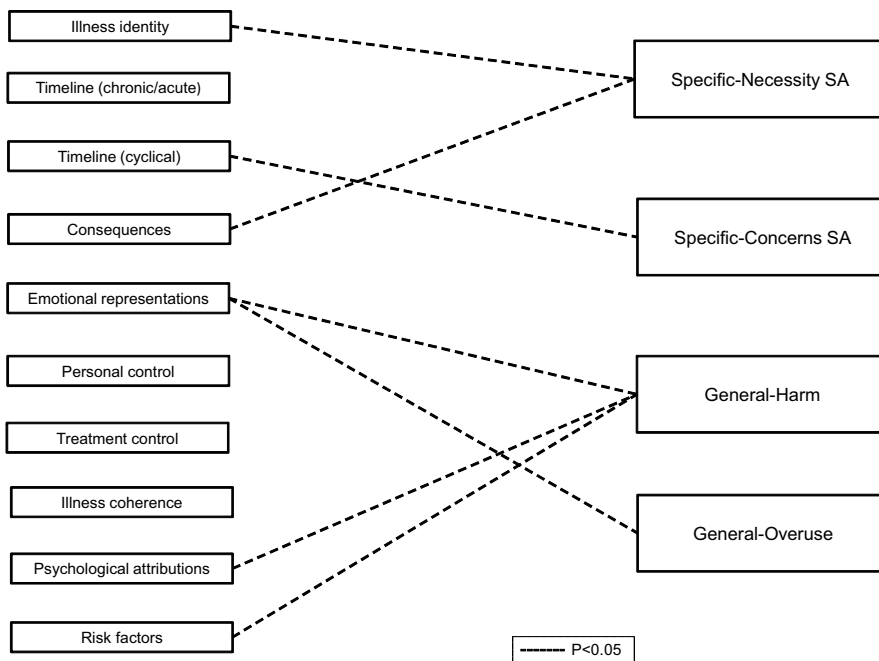 Illness identity
Timeline (chronic/acute)
Timeline (cyclical)
Consequences
Emotional representations
Personal control
Treatment control
Illness coherence
Psychological attributions
Risk factors
Specific-Necessity SA
Specific-Concerns SA
General-Harm
General-Overuse
P<0.05